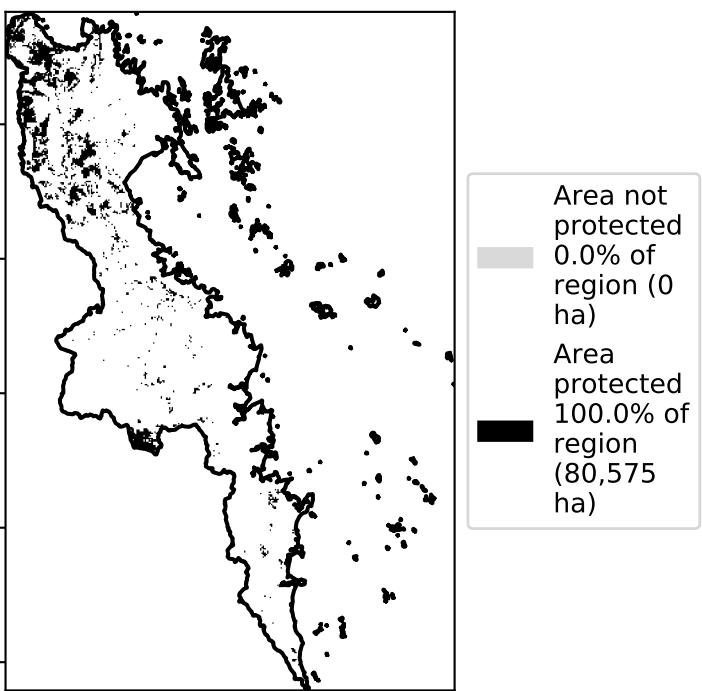 Area not
protected
0.0% of
region (0
ha)
Area
protected
100.0% of
region
(80,575
ha)